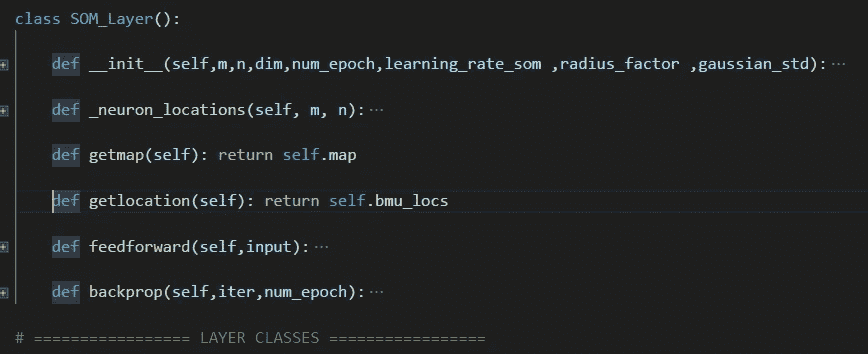 class SOM_Layer():
def __init__(self,m,n,dim,num_epoch,learning_rate_som ,radius_factor ,gaussian_std):···
def _neuron_locations(self, m, n):···
def getmap(self): return self.map
def getlocation(self): return self.bmu_locs
def feedforward(self,input):···
def backprop(self,iter,num_epoch):···
# ================= LAYER CLASSES =================